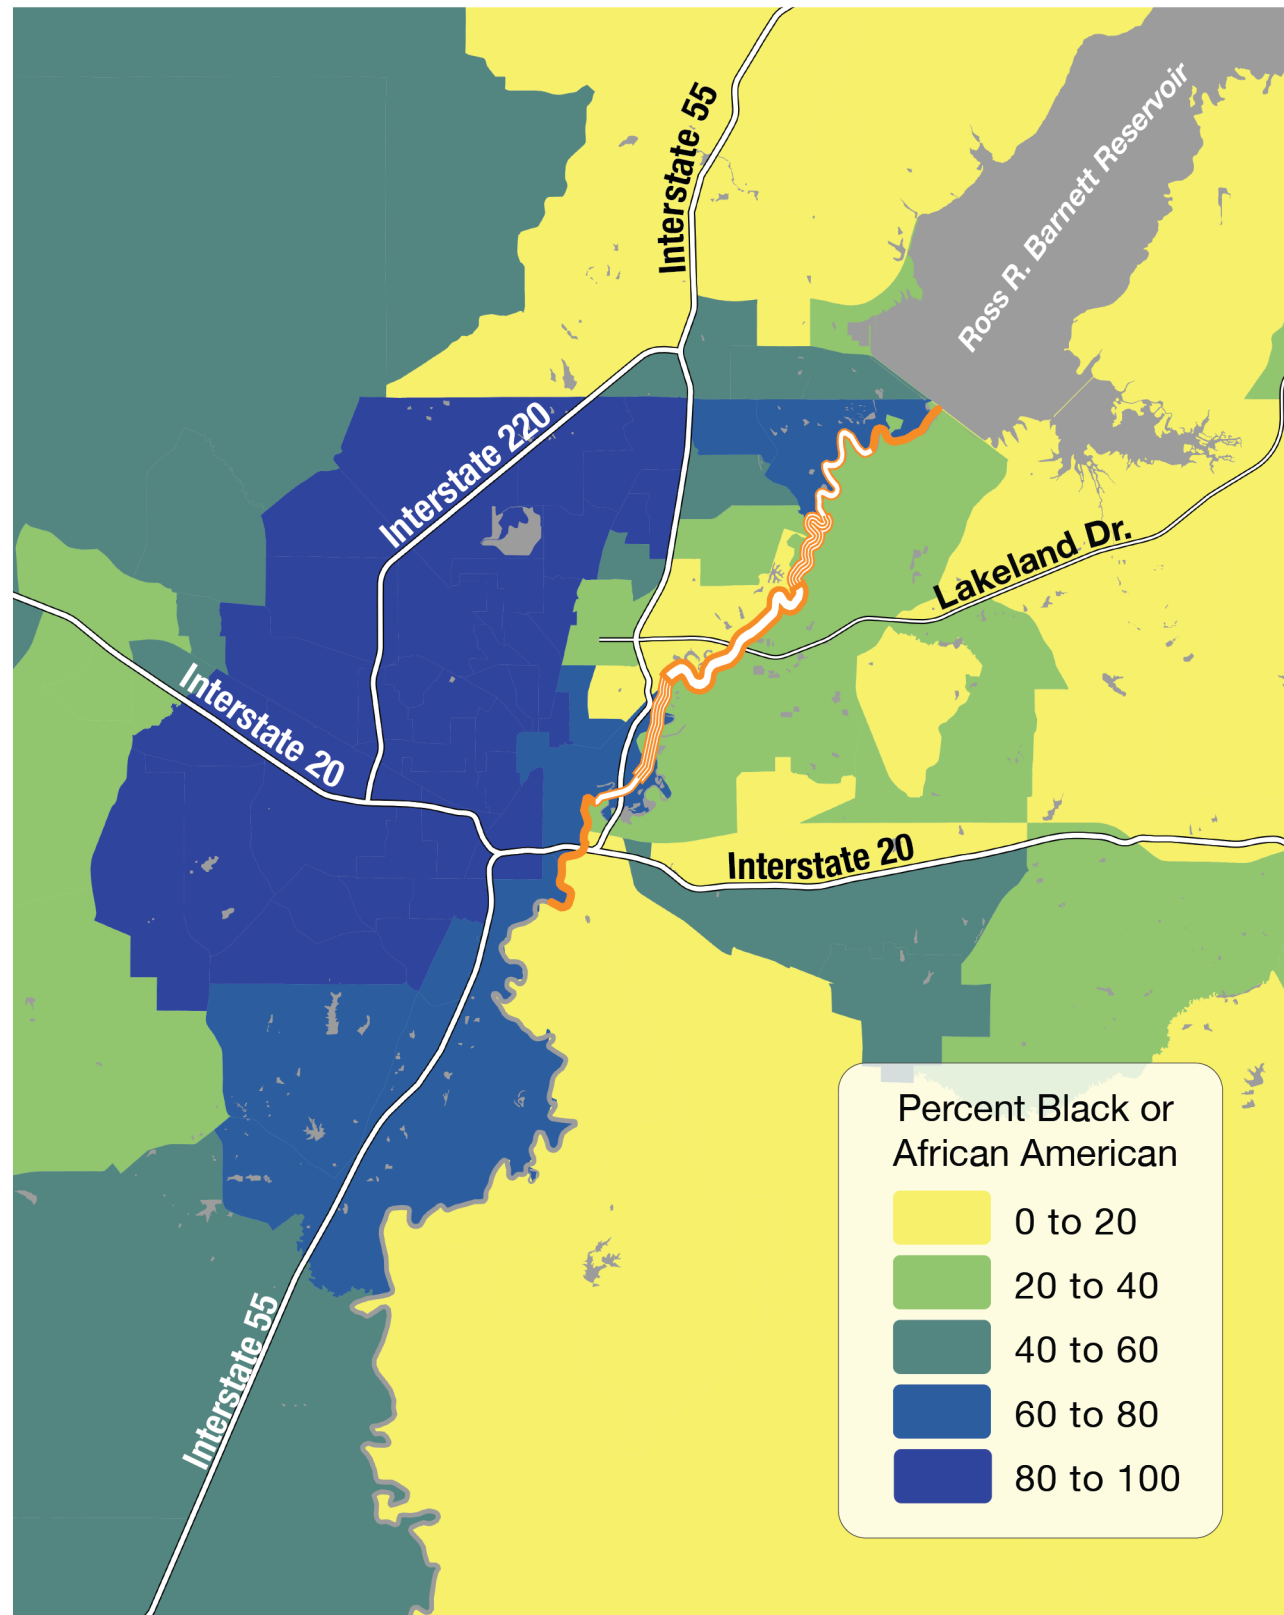 Interstate 55
Ross R. Barnett Reservoir
Interstate 220
Lakeland Dr.
Interstate 20
Interstate 20
Interstate 55
Percent Black or
African American
0 to 20
20 to 40
40 to 60
60 to 80
80 to 100